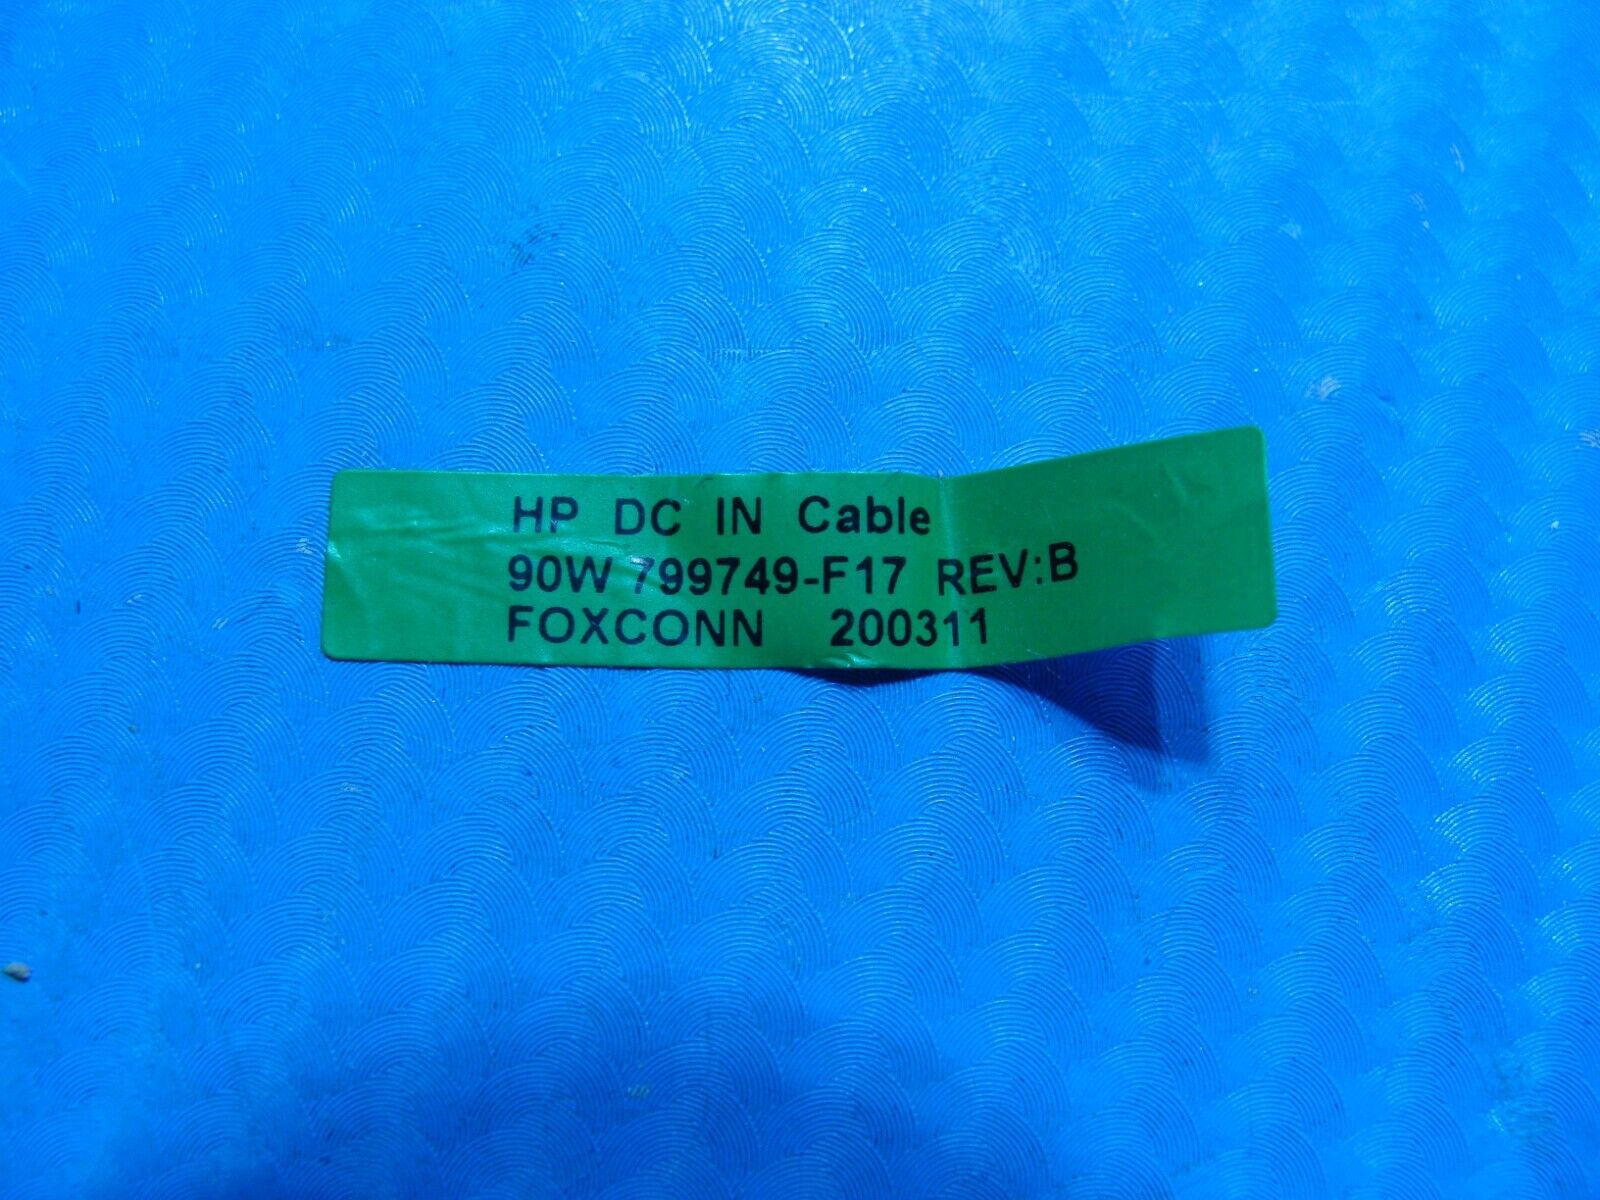 HP DC IN Cable
90W 799749-F17 REV:B
FOXCONN 200311